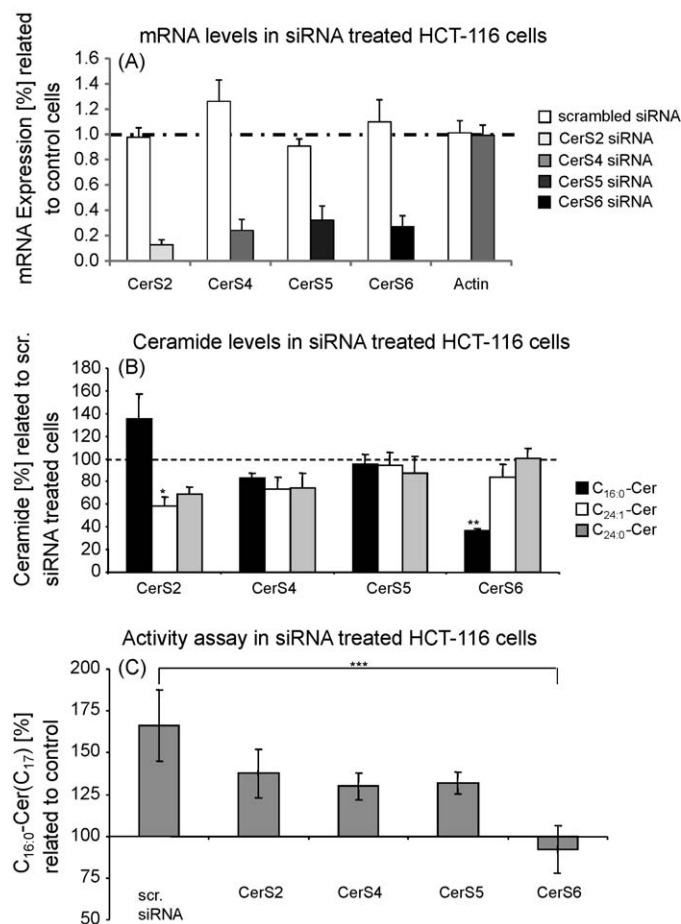 mRNA levels in siRNA treated HCT-116 cells
(A)
mRNA Expression [%] related
to control cells
1.6
1.4
1.2
1.0
0.8
0.6
0.4
0.2
0.0
scrambled siRNA
CerS2 siRNA
CerS4 siRNA
CerS5 siRNA
CerS6 siRNA
CerS2 CerS4 CerS5 CerS6 Actin
Ceramide levels in siRNA treated HCT-116 cells
(B)
Ceramide [%] related to scr.
siRNA treated cells
180
160
140
120
100
80
60
40
20
0
*
**
C16:0-Cer
C24:1-Cer
C24:0-Cer
CerS2 CerS4 CerS5 CerS6
Activity assay in siRNA treated HCT-116 cells
(C)
C16:0-Cer(C17) [%]
related to control
200
175
150
125
100
75
50
***
scr.
siRNA
CerS2 CerS4 CerS5 CerS6